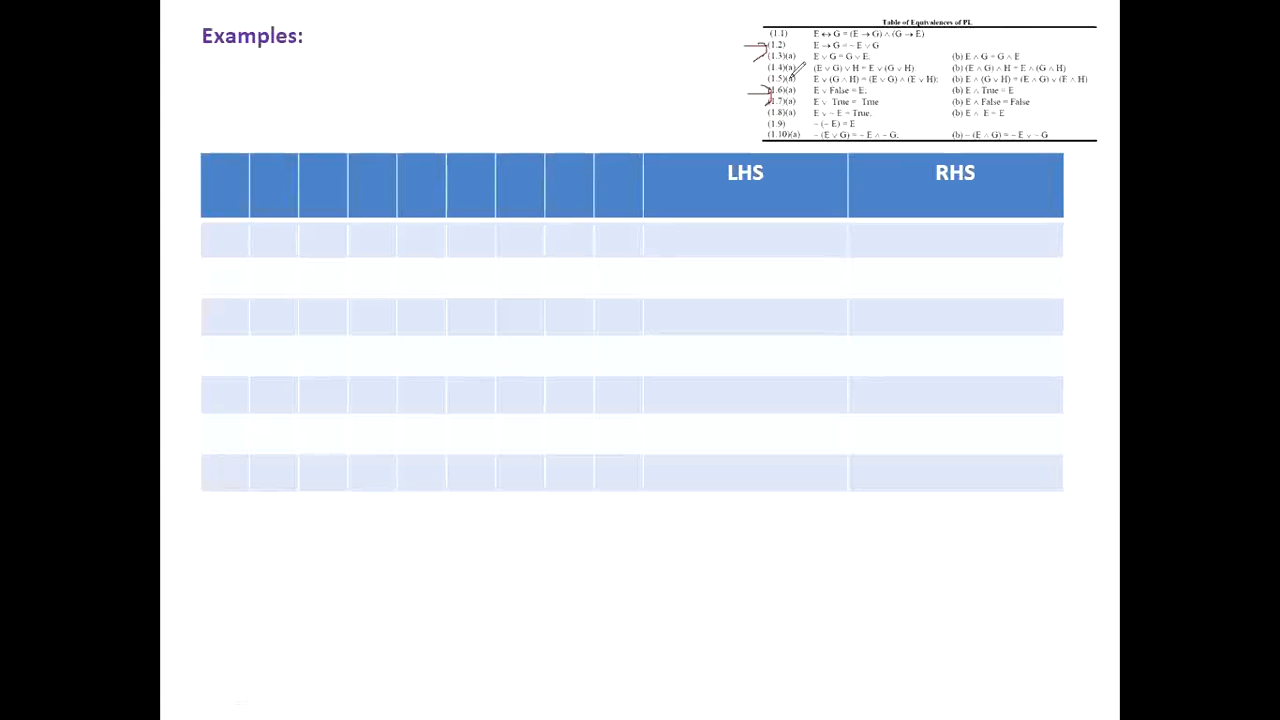 Examples:
Table of Equivalences of PL
(1.1) E ↔ G = (E → G) ∧ (G → E)
(1.2) E → G = ~ E ∨ G
(1.3)(a) E ∨ G = G ∨ E; (b) E ∧ G = G ∧ E
(1.4)(a) (E ∨ G) ∨ H = E ∨ (G ∨ H) (b) (E ∧ G) ∧ H = E ∧ (G ∧ H)
(1.5)(a) E ∨ (G ∧ H) = (E ∨ G) ∧ (E ∨ H); (b) E ∧ (G ∨ H) = (E ∧ G) ∨ (E ∧ H)
(1.6)(a) E ∨ False = E; (b) E ∧ True = E
(1.7)(a) E ∨ True = True (b) E ∧ False = False
(1.8)(a) E ∨ ~ E = True. (b) E ∧ E = E
(1.9) ~ (~ E) = E
(1.10)(a) ~ (E ∨ G) = ~ E ∧ ~ G; (b) ~ (E ∧ G) = ~ E ∨ ~ G
LHS RHS